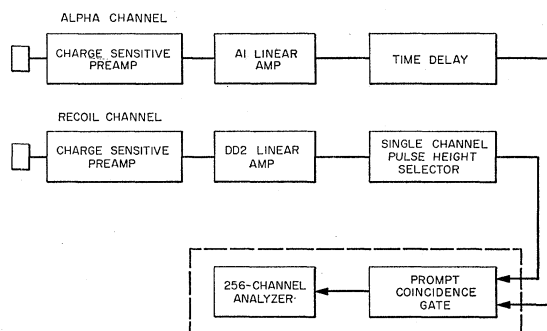 ALPHA CHANNEL
CHARGE SENSITIVE
PREAMP
A1 LINEAR
AMP
TIME DELAY
RECOIL CHANNEL
CHARGE SENSITIVE
PREAMP
DD2 LINEAR
AMP
SINGLE CHANNEL
PULSE HEIGHT
SELECTOR
256-CHANNEL
ANALYZER
PROMPT
COINCIDENCE
GATE